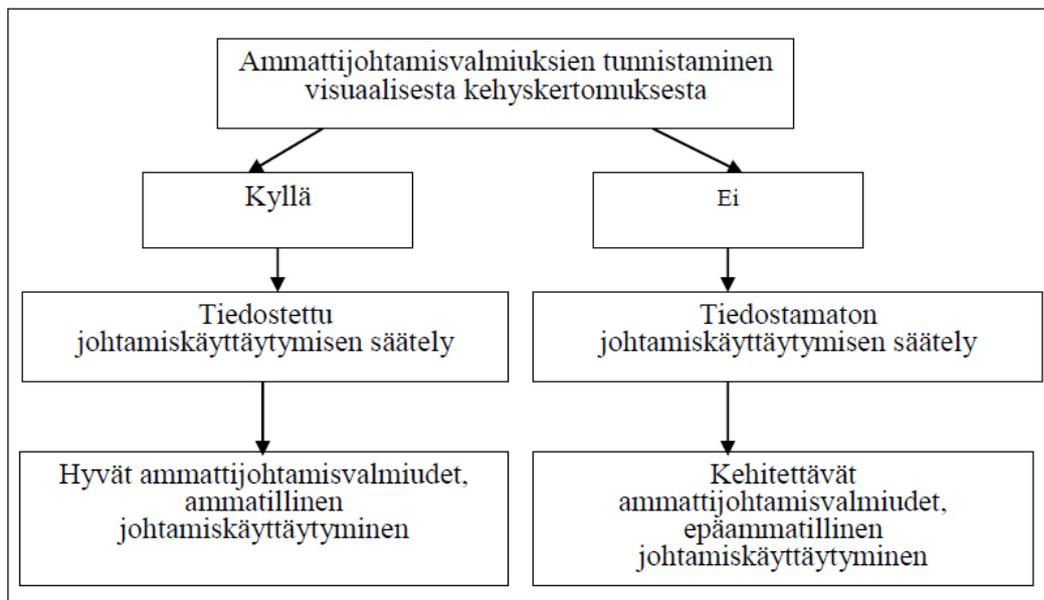 Ammattijohtamisvalmiuksien tunnistaminen
visuaalisesta kehyskertomuksesta
Kyllä
Ei
Tiedostettu
johtamiskäyttäytymisen säätely
Tiedostamaton
johtamiskäyttäytymisen säätely
Hyvät ammattijohtamisvalmiudet,
ammatillinen
johtamiskäyttäytyminen
Kehitettävät
ammattijohtamisvalmiudet,
epäammatillinen
johtamiskäyttäytyminen